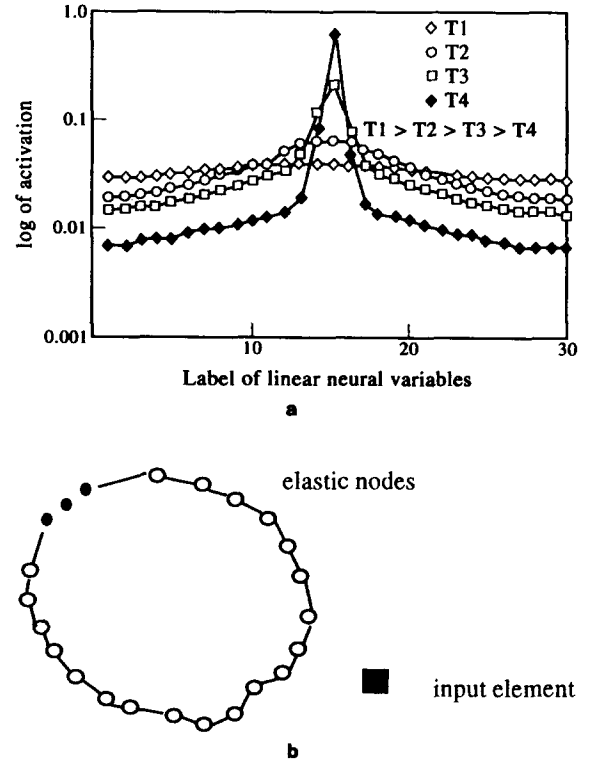 1.0
T1
T2
T3
T4
0.1
T1 > T2 > T3 > T4
log of activation
0.01
0.001
10
20
30
Label of linear neural variables
a
elastic nodes
input element
b